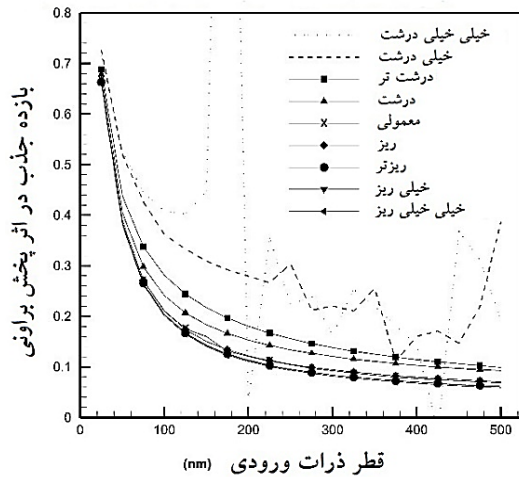 0.8
0.7
0.6
0.5
0.4
0.3
0.2
0.1
0
بازده جذب در اثر پخش براونی
خیلی خیلی درشت
خیلی درشت
درشت تر
درشت
معمولی
ریز
ریزتر
خیلی ریز
خیلی خیلی ریز
0 100 200 300 400 500
قطر ذرات ورودی (nm)